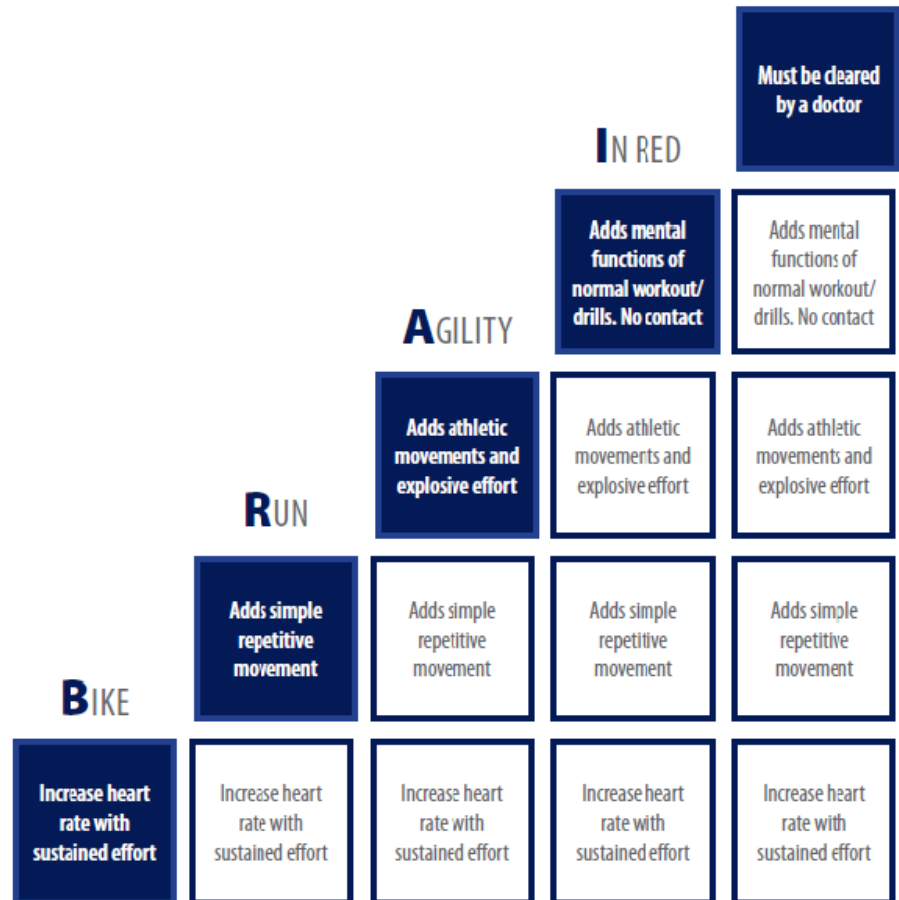 Must be cleared
by a doctor
IN RED
Adds mental
functions of
normal workout/
drills. No contact
Adds mental
functions of
normal workout/
drills. No contact
AGILITY
Adds athletic
movements and
explosive effort
Adds athletic
movements and
explosive effort
Adds athletic
movements and
explosive effort
RUN
Adds simple
repetitive
movement
Adds simple
repetitive
movement
Adds simple
repetitive
movement
Adds simple
repetitive
movement
BIKE
Increase heart
rate with
sustained effort
Increase heart
rate with
sustained effort
Increase heart
rate with
sustained effort
Increase heart
rate with
sustained effort
Increase heart
rate with
sustained effort